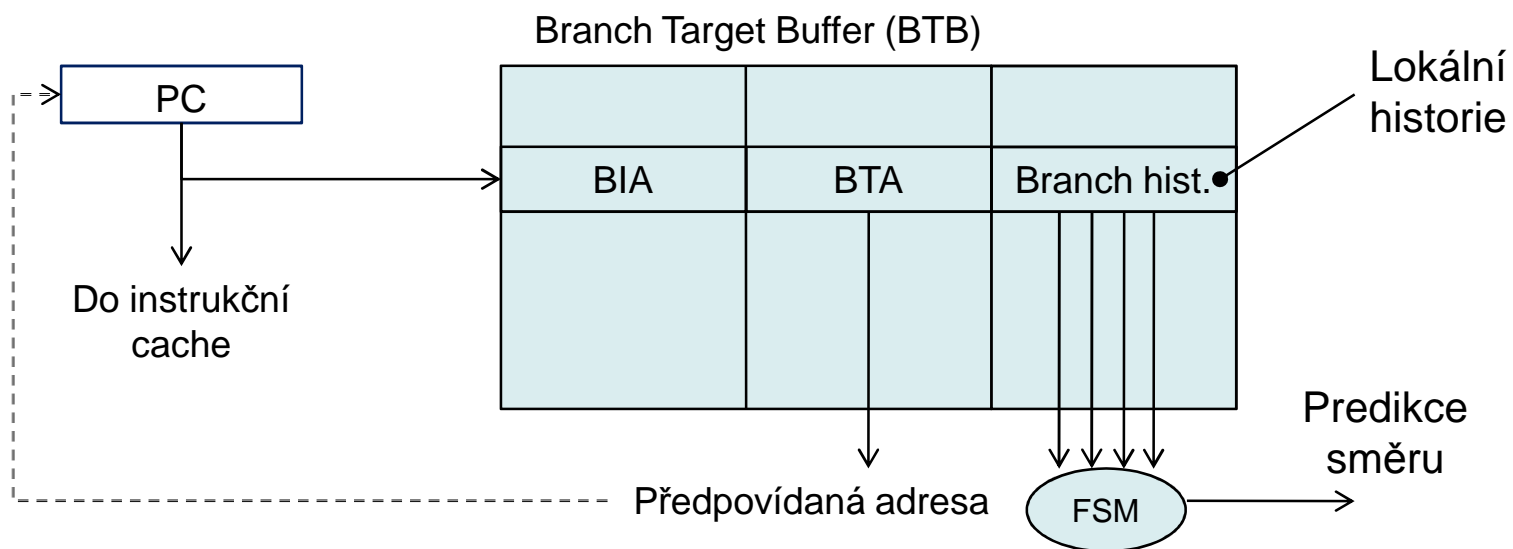 Branch Target Buffer (BTB)
PC
Lokální
historie
BIA
BTA
Branch hist.
Do instrukční
cache
Predikce
směru
Předpovídaná adresa
FSM